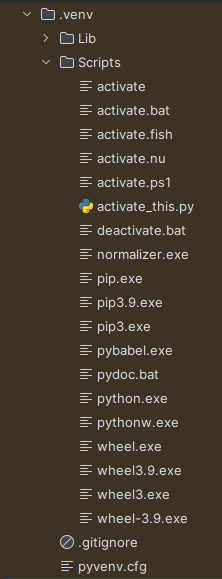 .venv
Lib
Scripts
activate
activate.bat
activate.fish
activate.nu
activate.ps1
activate_this.py
deactivate.bat
normalizer.exe
pip.exe
pip3.9.exe
pip3.exe
pybabel.exe
pydoc.bat
python.exe
pythonw.exe
wheel.exe
wheel3.9.exe
wheel3.exe
wheel-3.9.exe
.gitignore
pyvenv.cfg